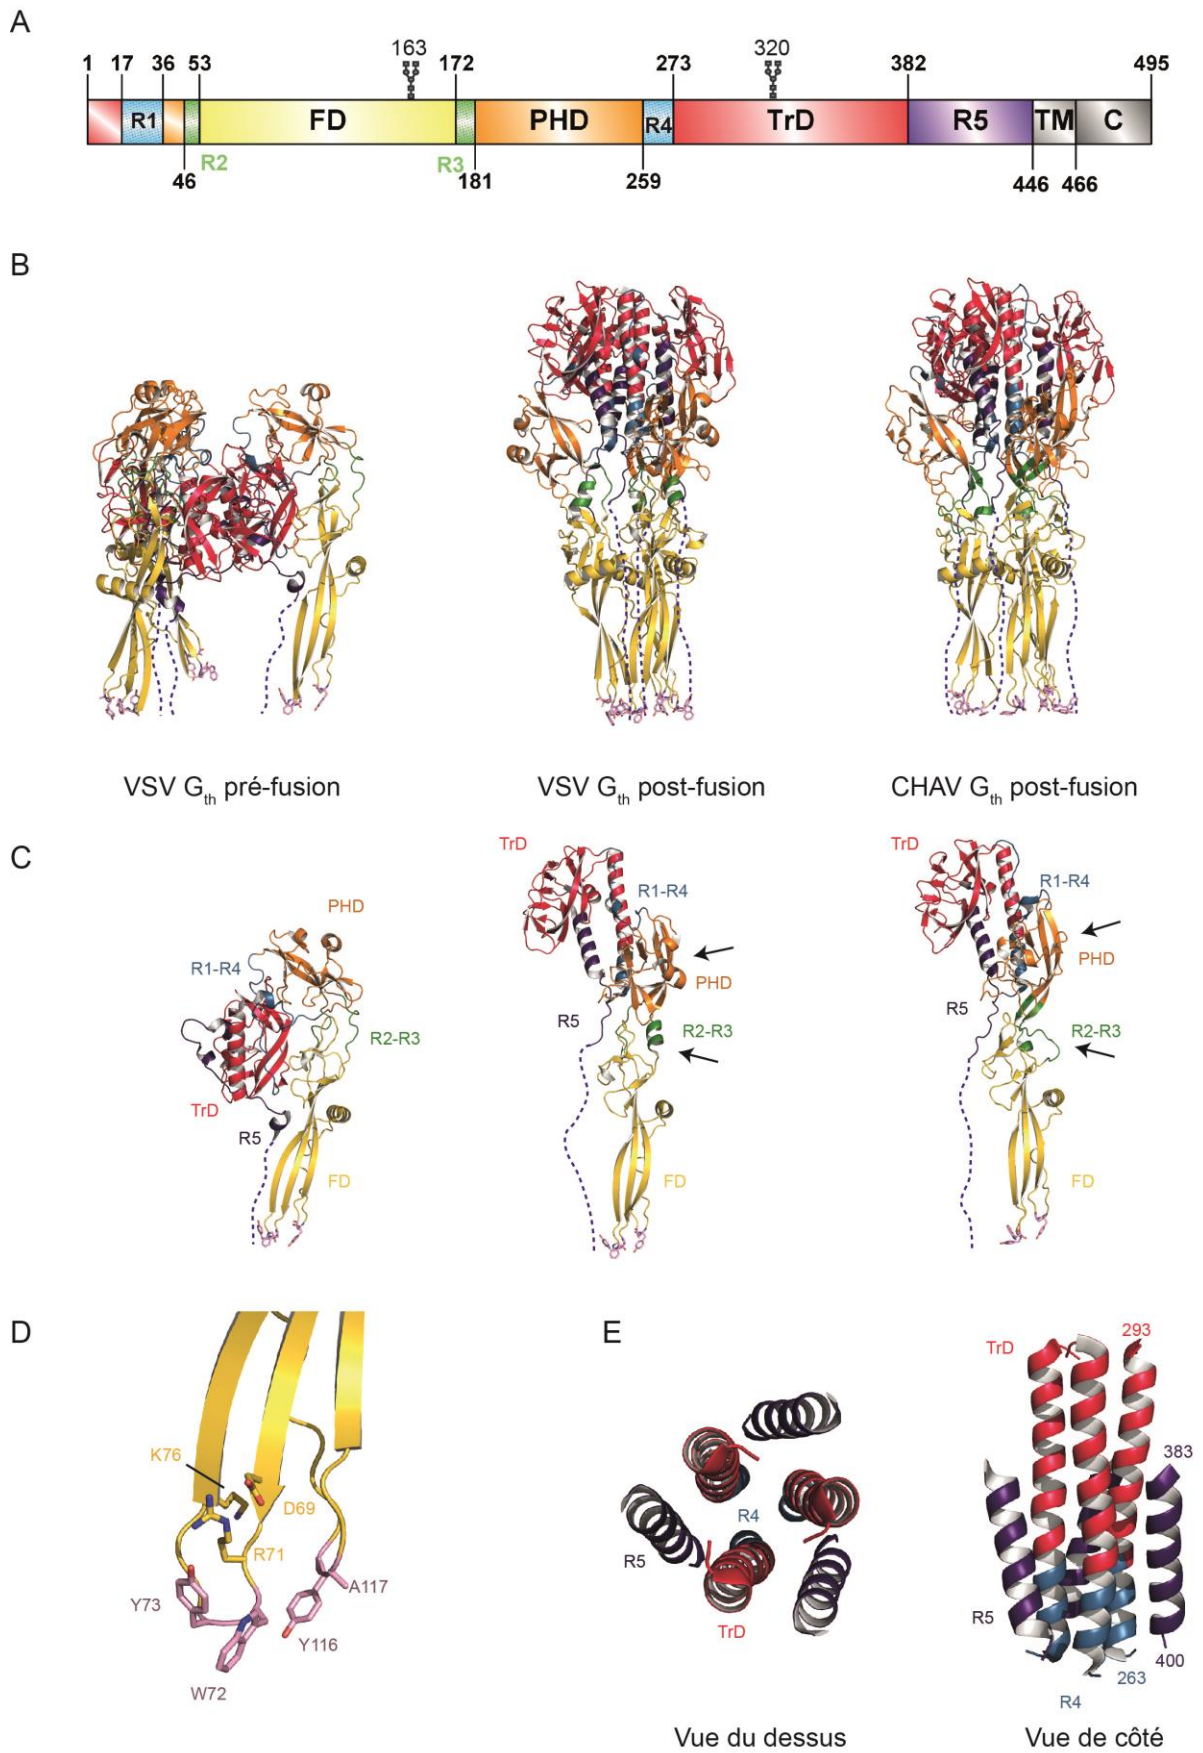 A
163 320
1 17 36 53 172 273 382 495
R1 FD PHD R4 TrD R5 TM C
R2 R3
46 181 259 446 466
B
VSV Gth pré-fusion VSV Gth post-fusion CHAV Gth post-fusion
C
TrD TrD
R1-R4 R1-R4
PHD
R1-R4 PHD PHD
R5 R5
R2-R3 R2-R3 R2-R3
TrD
R5
FD FD FD
D E
TrD 293
K76 383
D69
R4
R71
R5
A117
Y73 R5
Y116
TrD 400
W72 263
R4
Vue du dessus Vue de côté